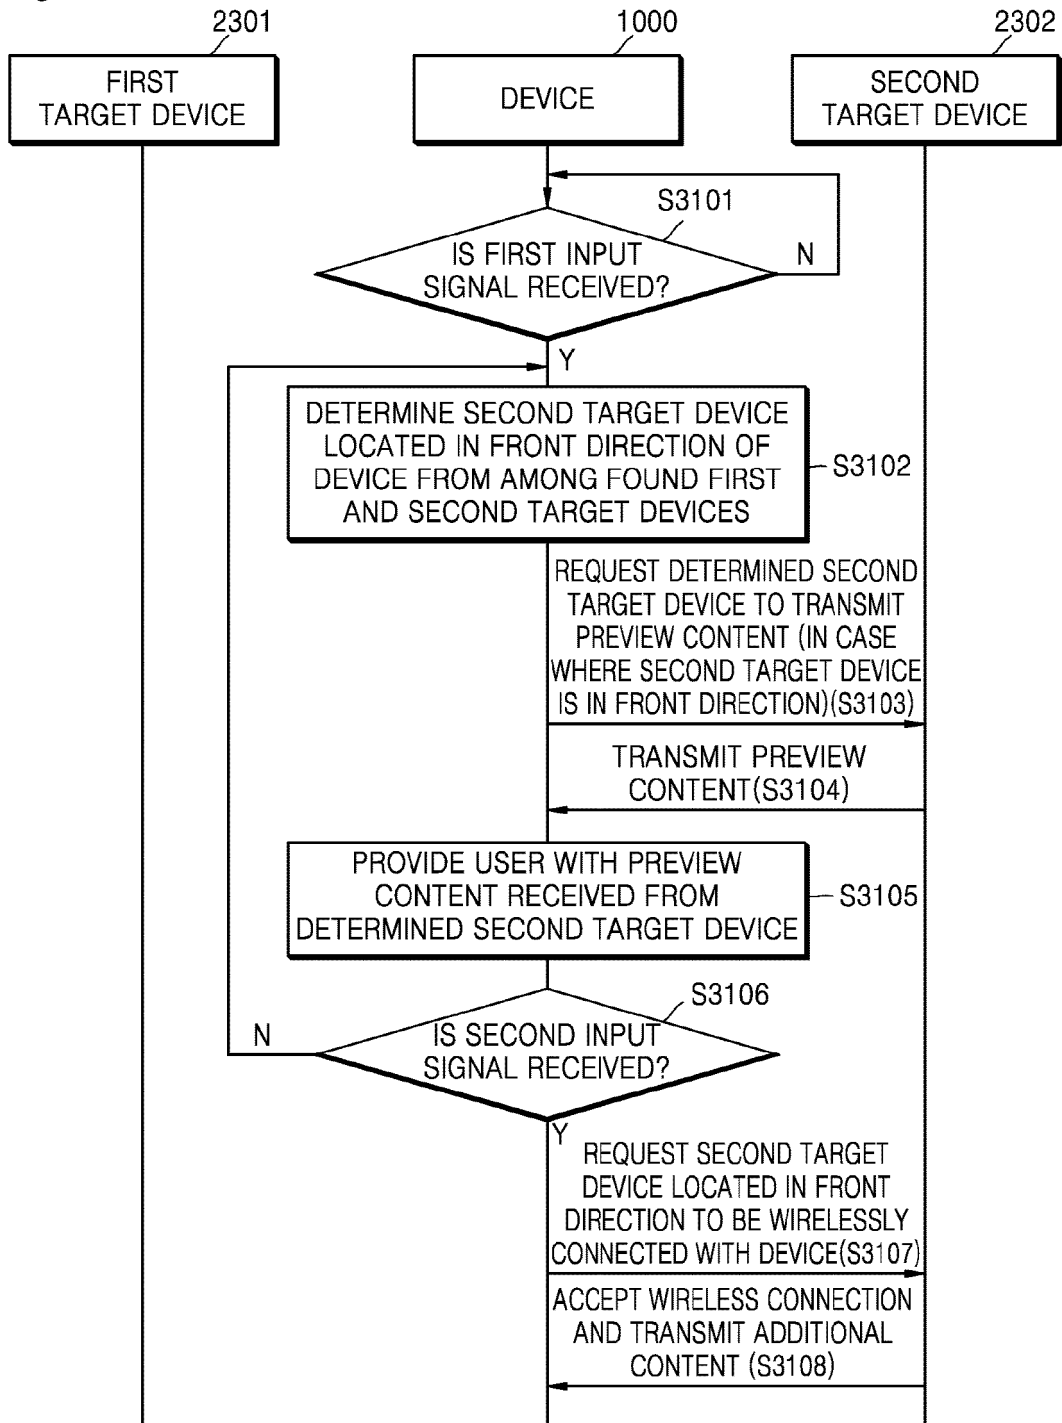 2301
1000
2302
FIRST
TARGET DEVICE
DEVICE
SECOND
TARGET DEVICE
S3101
IS FIRST INPUT
SIGNAL RECEIVED?
N
Y
DETERMINE SECOND TARGET DEVICE
LOCATED IN FRONT DIRECTION OF
DEVICE FROM AMONG FOUND FIRST
AND SECOND TARGET DEVICES
S3102
REQUEST DETERMINED SECOND
TARGET DEVICE TO TRANSMIT
PREVIEW CONTENT (IN CASE
WHERE SECOND TARGET DEVICE
IS IN FRONT DIRECTION)(S3103)
TRANSMIT PREVIEW
CONTENT(S3104)
PROVIDE USER WITH PREVIEW
CONTENT RECEIVED FROM
DETERMINED SECOND TARGET DEVICE
S3105
S3106
IS SECOND INPUT
SIGNAL RECEIVED?
N
Y
REQUEST SECOND TARGET
DEVICE LOCATED IN FRONT
DIRECTION TO BE WIRELESSLY
CONNECTED WITH DEVICE(S3107)
ACCEPT WIRELESS CONNECTION
AND TRANSMIT ADDITIONAL
CONTENT (S3108)